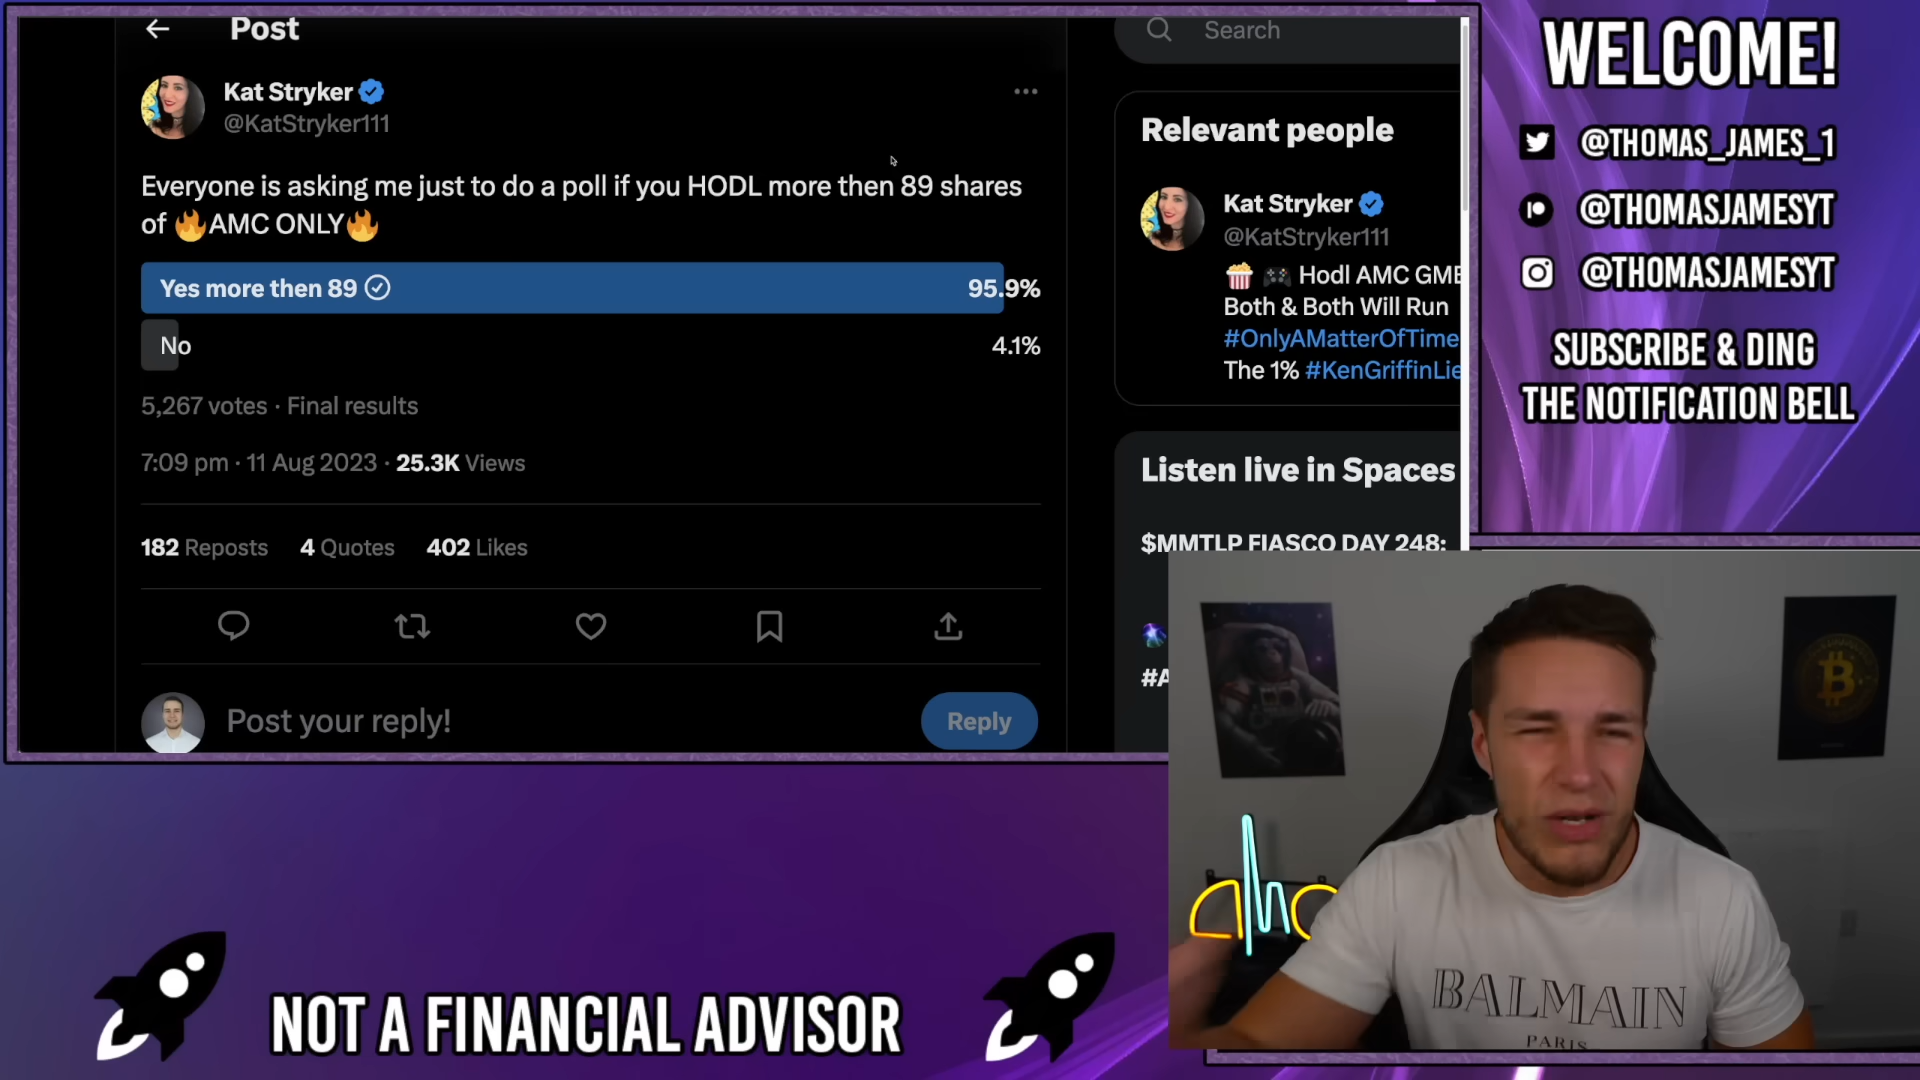 Post
Search
Kat Stryker
@KatStryker111
Everyone is asking me just to do a poll if you HODL more then 89 shares
of 🔥AMC ONLY🔥
Yes more then 89 95.9%
No 4.1%
5,267 votes · Final results
7:09 pm · 11 Aug 2023 · 25.3K Views
182 Reposts 4 Quotes 402 Likes
Post your reply!
Reply
Relevant people
Kat Stryker
@KatStryker111
🍿 🎮 Hodl AMC GME
Both & Both Will Run
#OnlyAMatterOfTime
The 1% #KenGriffinLie
Listen live in Spaces
$MMTLP FIASCO DAY 248:
#A
WELCOME!
@THOMAS_JAMES_1
@THOMASJAMESYT
@THOMASJAMESYT
SUBSCRIBE & DING
THE NOTIFICATION BELL
amc
BALMAIN
PARIS
NOT A FINANCIAL ADVISOR